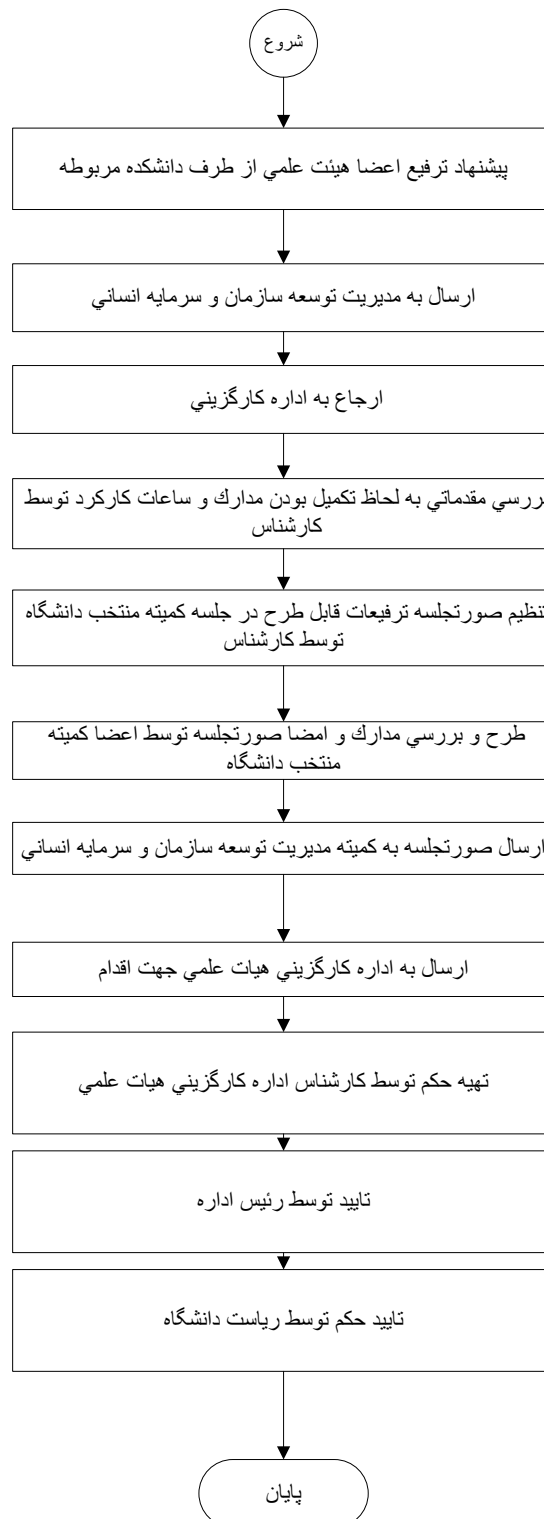 شروع
پيشنهاد ترفيع اعضا هيئت علمي از طرف دانشكده مربوطه
ارسال به مديريت توسعه سازمان و سرمايه انساني
ارجاع به اداره كارگزيني
بررسي مقدماتي به لحاظ تكميل بودن مدارك و ساعات كاركرد توسط
كارشناس
تنظيم صورتجلسه ترفيعات قابل طرح در جلسه كميته منتخب دانشگاه
توسط كارشناس
طرح و بررسي مدارك و امضا صورتجلسه توسط اعضا كميته
منتخب دانشگاه
ارسال صورتجلسه به كميته مديريت توسعه سازمان و سرمايه انساني
ارسال به اداره كارگزيني هيات علمي جهت اقدام
تهيه حكم توسط كارشناس اداره كارگزيني هيات علمي
تاييد توسط رئيس اداره
تاييد حكم توسط رياست دانشگاه
پايان